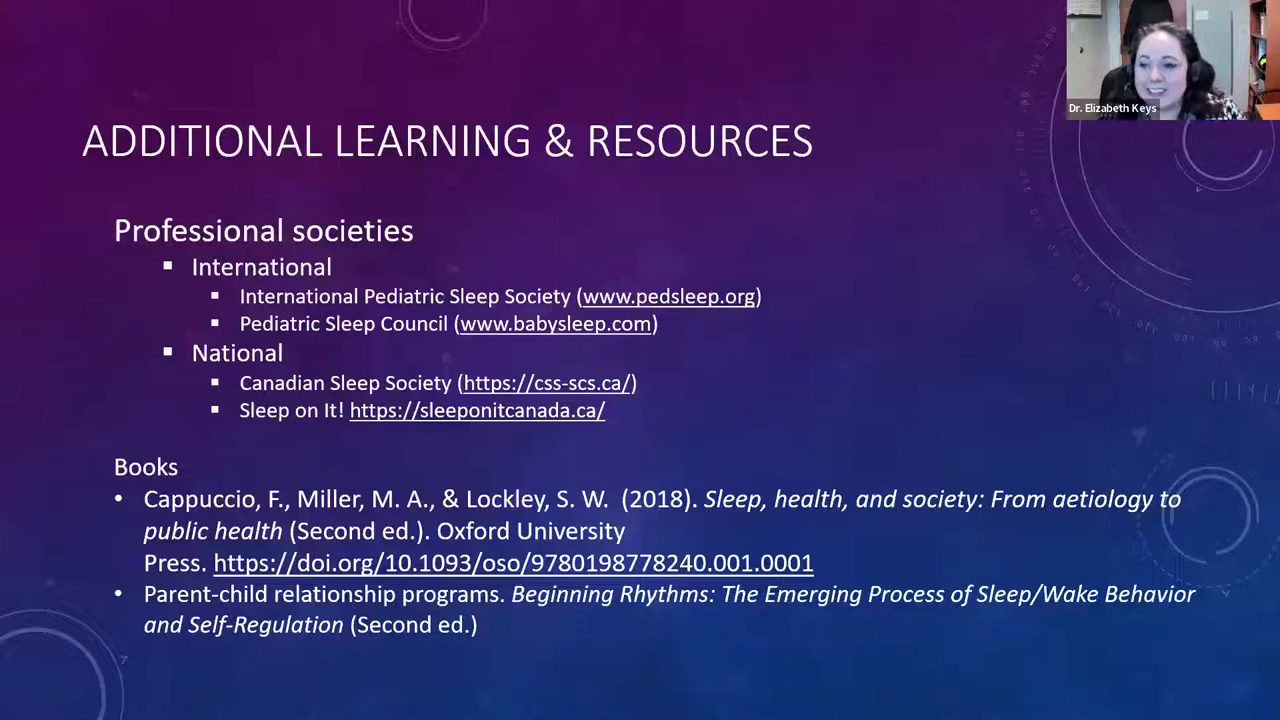 Dr. Elizabeth Keys
ADDITIONAL LEARNING & RESOURCES
Professional societies
▪ International
▪ International Pediatric Sleep Society (www.pedsleep.org)
▪ Pediatric Sleep Council (www.babysleep.com)
▪ National
▪ Canadian Sleep Society (https://css-scs.ca/)
▪ Sleep on It! https://sleeponitcanada.ca/
Books
• Cappuccio, F., Miller, M. A., & Lockley, S. W. (2018). Sleep, health, and society: From aetiology to
public health (Second ed.). Oxford University
Press. https://doi.org/10.1093/oso/9780198778240.001.0001
• Parent-child relationship programs. Beginning Rhythms: The Emerging Process of Sleep/Wake Behavior
and Self-Regulation (Second ed.)